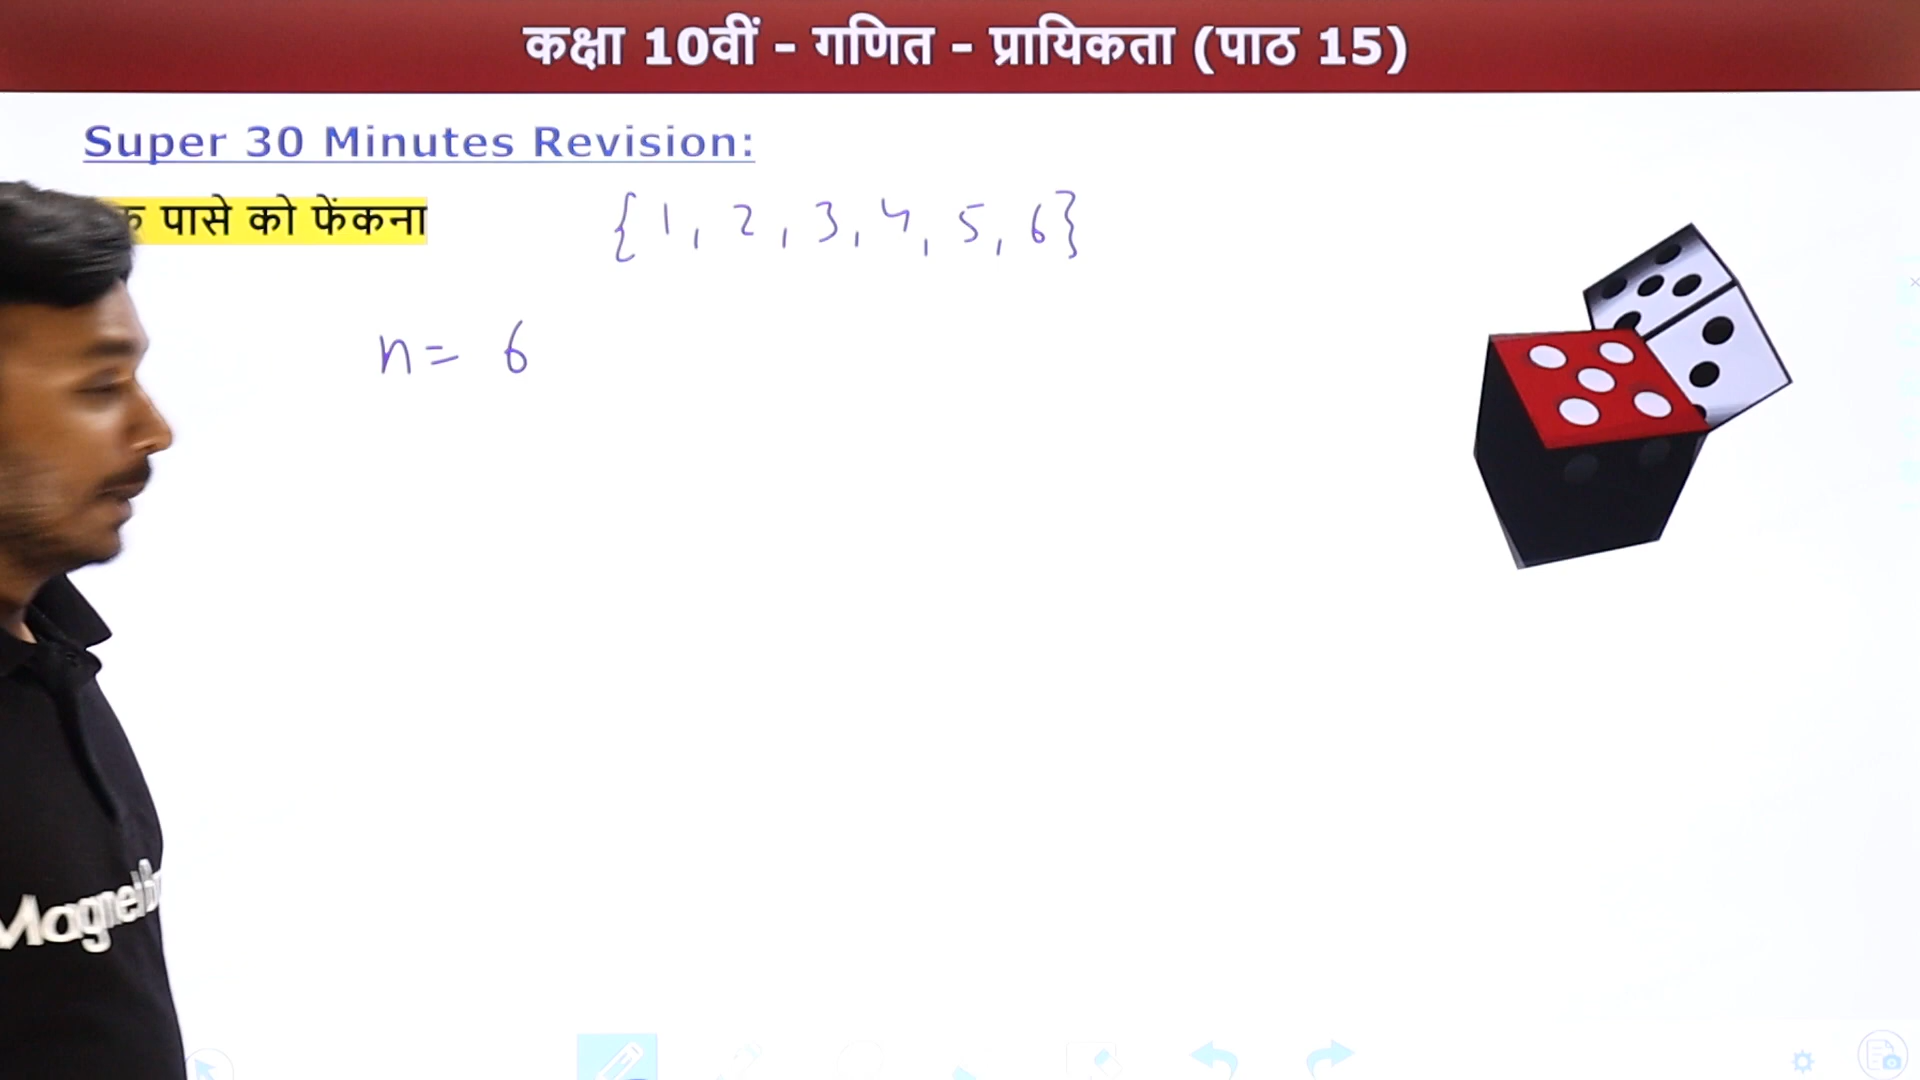 कक्षा 10वीं - गणित - प्रायिकता (पाठ 15)
Super 30 Minutes Revision:
पासे को फेंकना
{1, 2, 3, 4, 5, 6}
n = 6